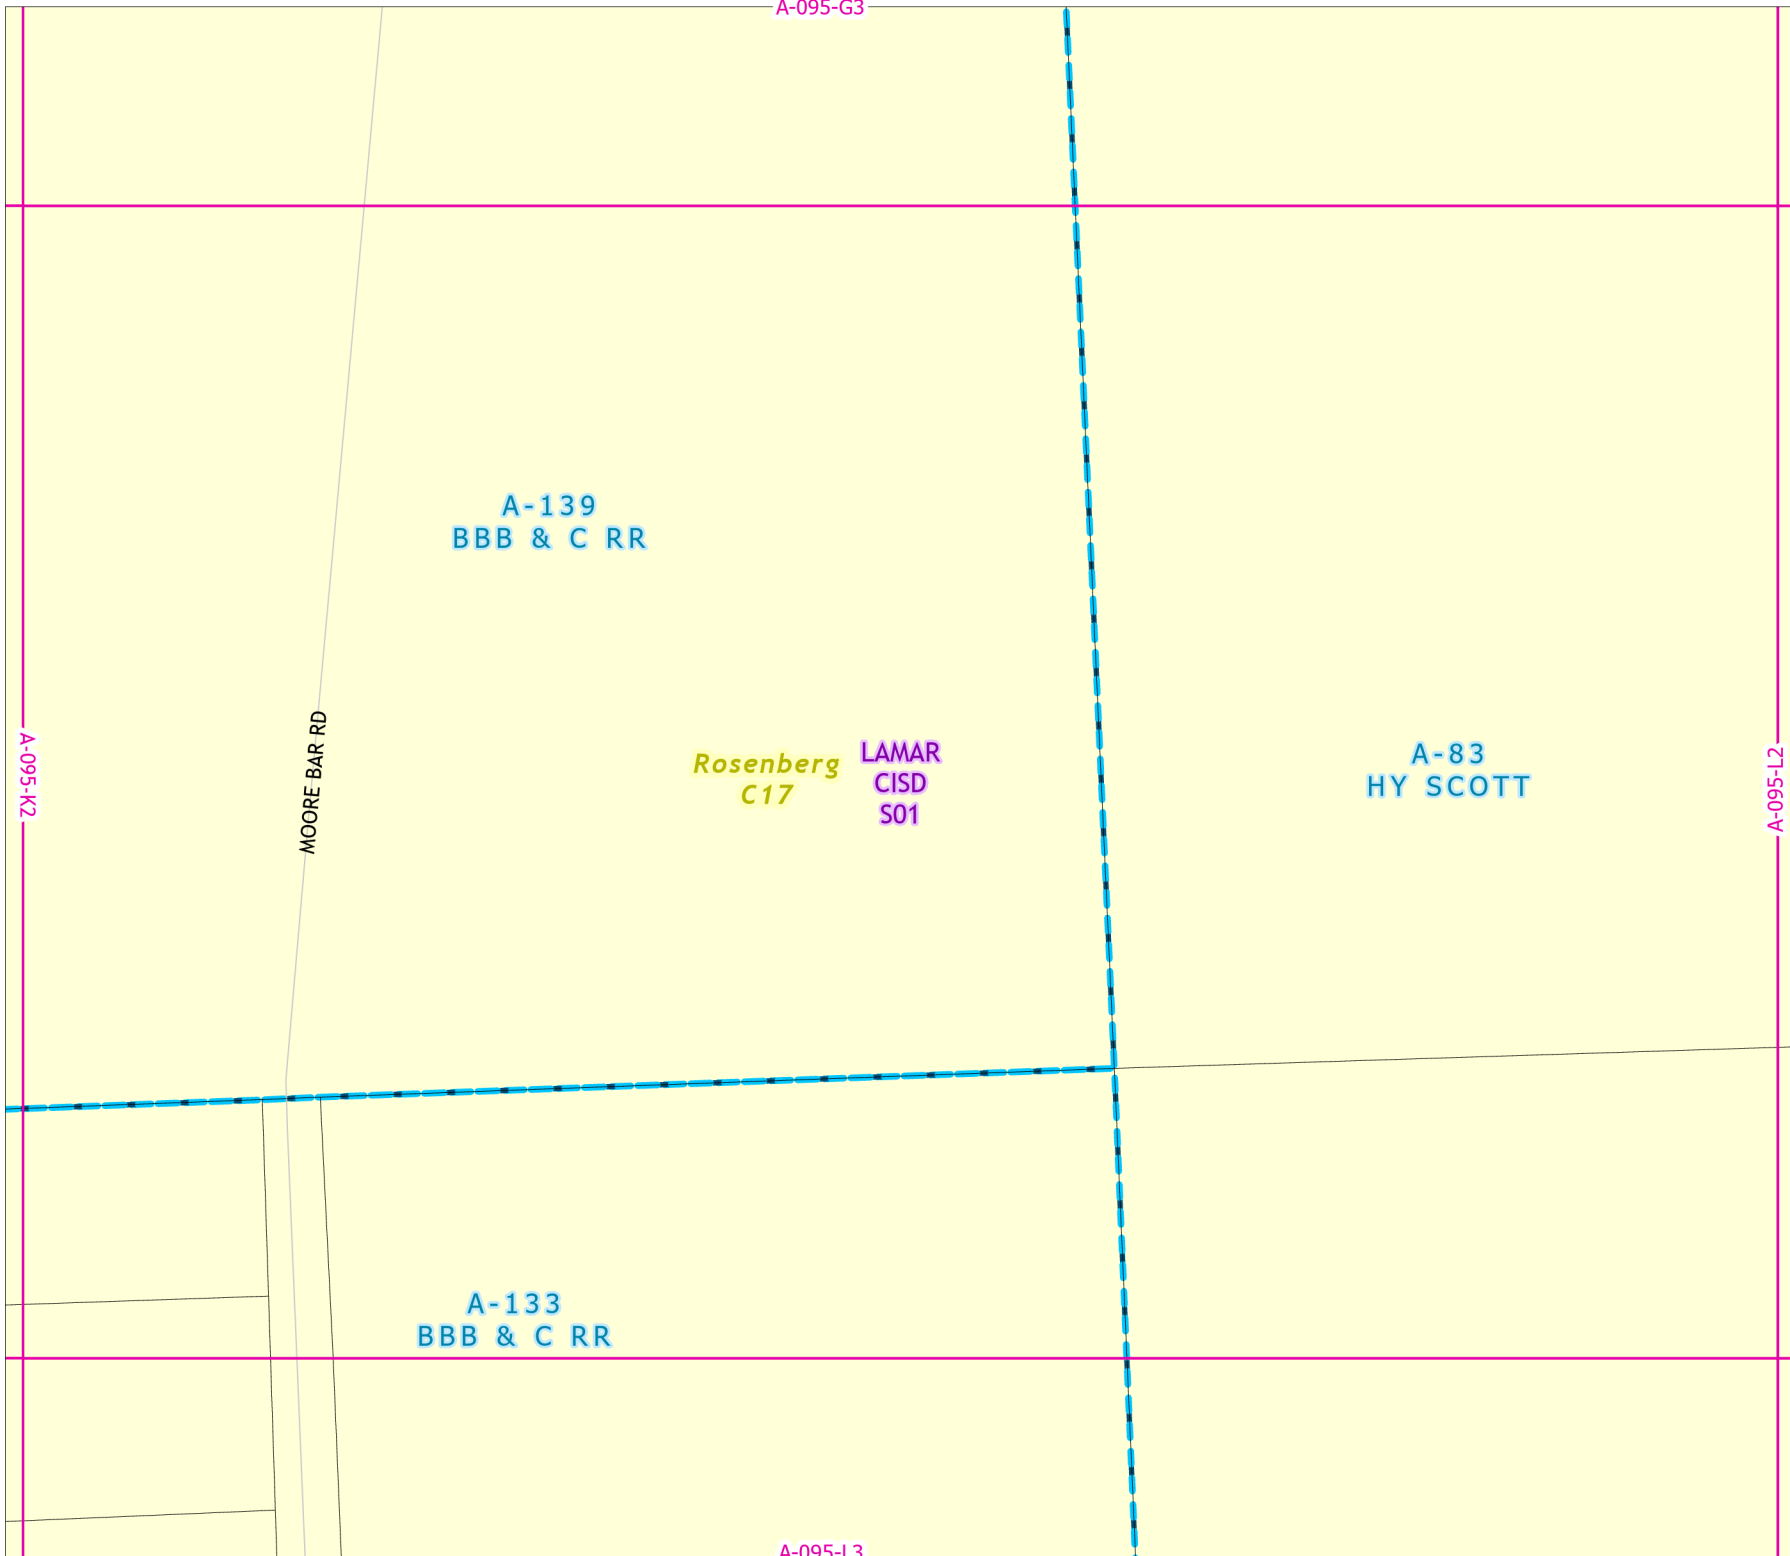 A-095-G3
A-139
BBB & C RR
MOORE BAR RD
A-095-K2
Rosenberg
C17
LAMAR
CISD
S01
A-83
HY SCOTT
A-095-L2
A-133
BBB & C RR
A-095-L3